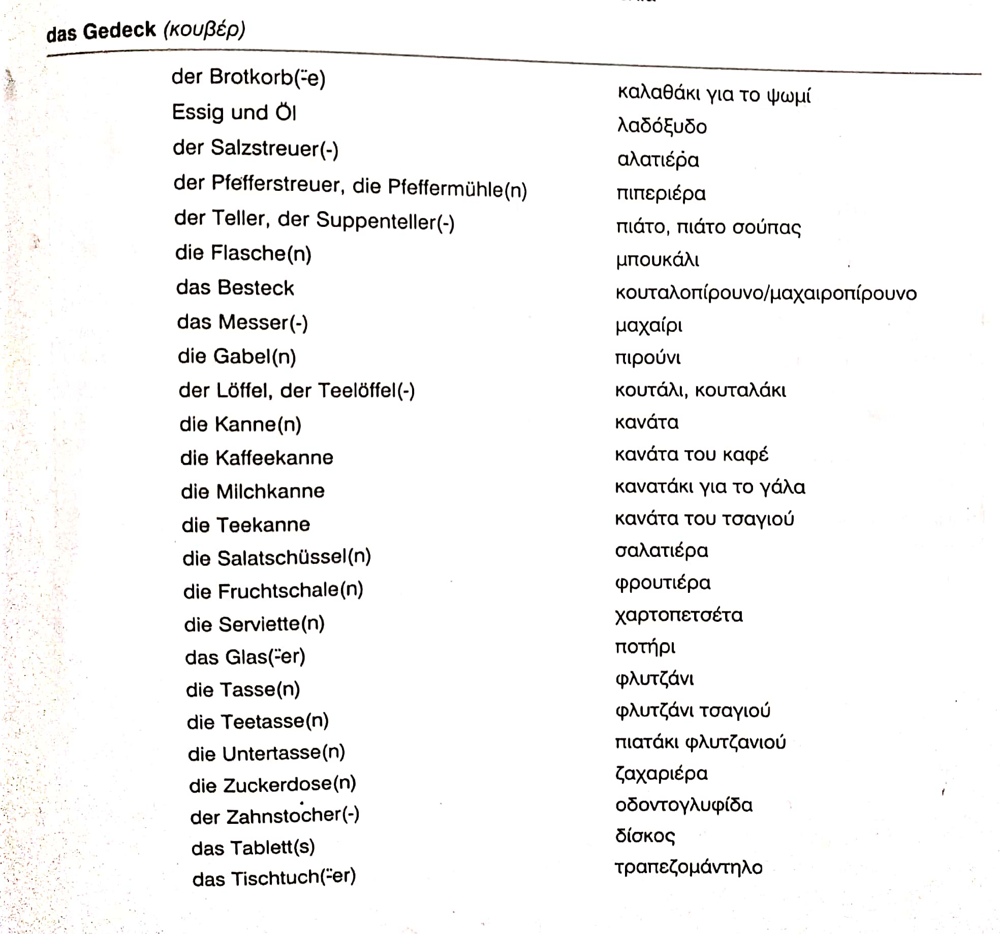 das Gedeck (κουβέρ)
der Brotkorb(¨-e) καλαθάκι για το ψωμί
Essig und Öl λαδόξυδο
der Salzstreuer(-) αλατιέρα
der Pfefferstreuer, die Pfeffermühle(n) πιπεριέρα
der Teller, der Suppenteller(-) πιάτο, πιάτο σούπας
die Flasche(n) μπουκάλι
das Besteck κουταλοπίρουνο/μαχαιροπίρουνο
das Messer(-) μαχαίρι
die Gabel(n) πιρούνι
der Löffel, der Teelöffel(-) κουτάλι, κουταλάκι
die Kanne(n) κανάτα
die Kaffeekanne κανάτα του καφέ
die Milchkanne κανατάκι για το γάλα
die Teekanne κανάτα του τσαγιού
die Salatschüssel(n) σαλατιέρα
die Fruchtschale(n) φρουτιέρα
die Serviette(n) χαρτοπετσέτα
das Glas(¨-er) ποτήρι
die Tasse(n) φλυτζάνι
die Teetasse(n) φλυτζάνι τσαγιού
die Untertasse(n) πιατάκι φλυτζανιού
die Zuckerdose(n) ζαχαριέρα
der Zahnstocher(-) οδοντογλυφίδα
das Tablett(s) δίσκος
das Tischtuch(¨-er) τραπεζομάντηλο